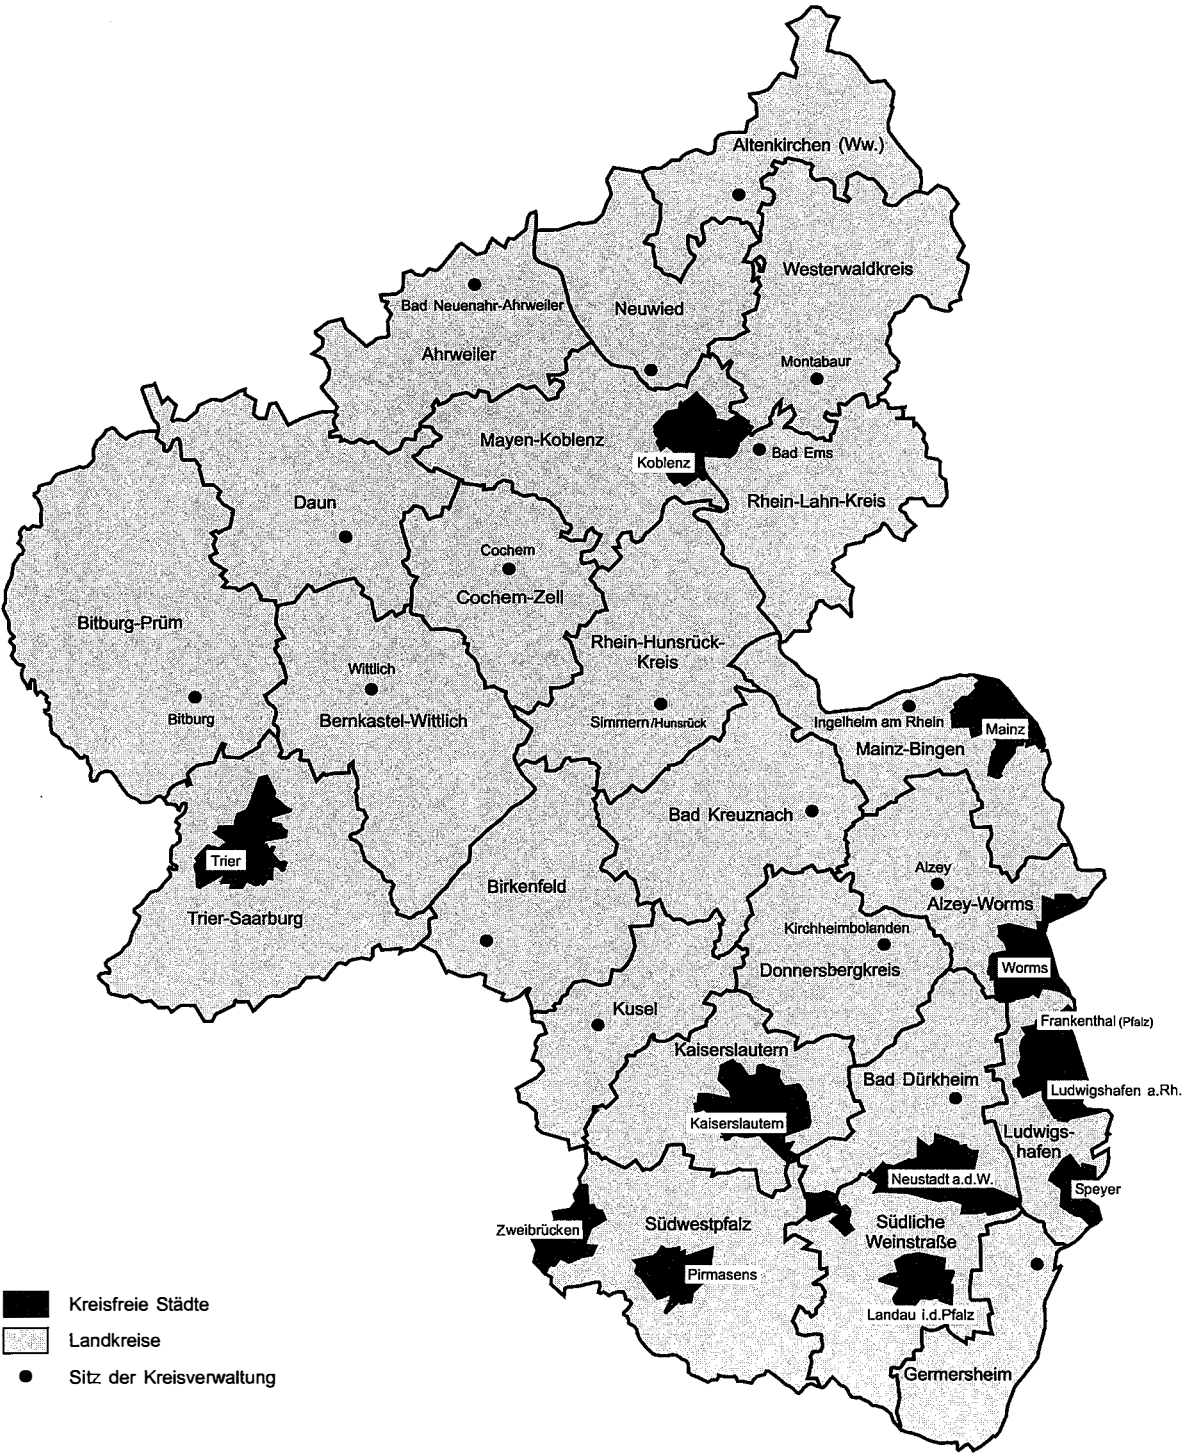 Altenkirchen (Ww.)
Westerwaldkreis
Bad Neuenahr-Ahrweiler
Neuwied
Ahrweiler
Montabaur
Mayen-Koblenz
Koblenz
Bad Ems
Daun
Rhein-Lahn-Kreis
Cochem
Cochem-Zell
Bitburg-Prüm
Rhein-Hunsrück-
Kreis
Wittlich
Bitburg
Bernkastel-Wittlich
Simmern/Hunsrück
Ingelheim am Rhein
Mainz
Mainz-Bingen
Bad Kreuznach
Trier
Alzey
Birkenfeld
Alzey-Worms
Trier-Saarburg
Kirchheimbolanden
Donnersbergkreis
Worms
Kusel
Frankenthal (Pfalz)
Kaiserslautern
Bad Dürkheim
Ludwigshafen a.Rh.
Kaiserslautern
Ludwigs-
hafen
Neustadt a.d.W.
Speyer
Zweibrücken
Südwestpfalz
Südliche
Weinstraße
Pirmasens
Landau i.d.Pfalz
Germersheim
Kreisfreie Städte
Landkreise
Sitz der Kreisverwaltung